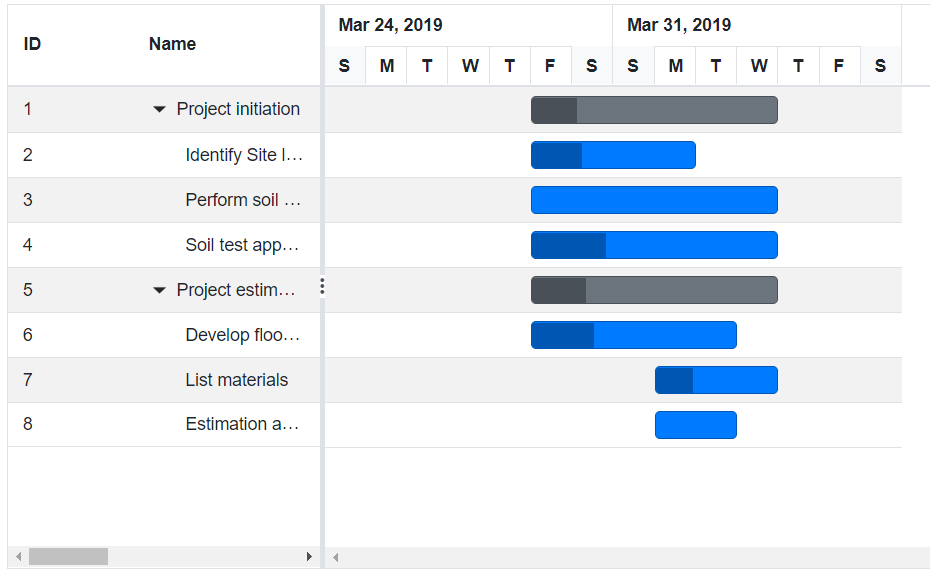 ID Name
Mar 24, 2019 Mar 31, 2019
S M T W T F S S M T W T F S
1 Project initiation
2 Identify Site l...
3 Perform soil ...
4 Soil test app...
5 Project estim...
6 Develop floo...
7 List materials
8 Estimation a...